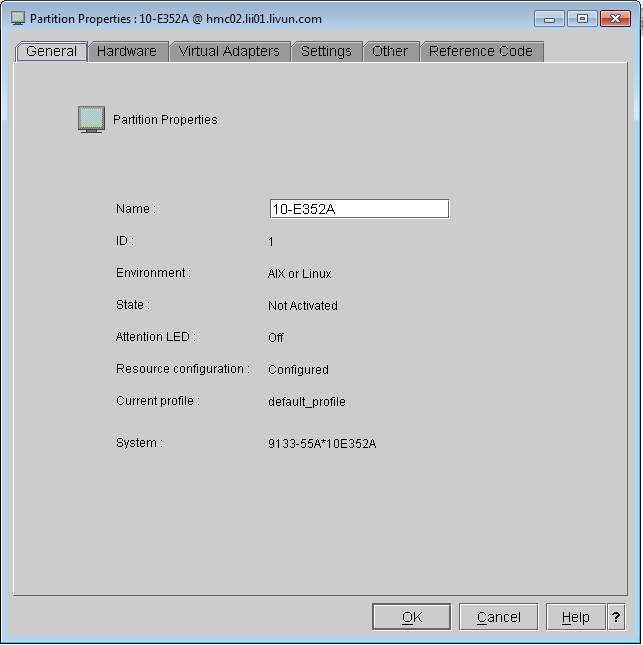 Partition Properties : 10-E352A @ hmc02.lii01.livun.com
General Hardware Virtual Adapters Settings Other Reference Code
Partition Properties
Name : 10-E352A
ID : 1
Environment : AIX or Linux
State : Not Activated
Attention LED : Off
Resource configuration : Configured
Current profile : default_profile
System : 9133-55A*10E352A
OK Cancel Help ?